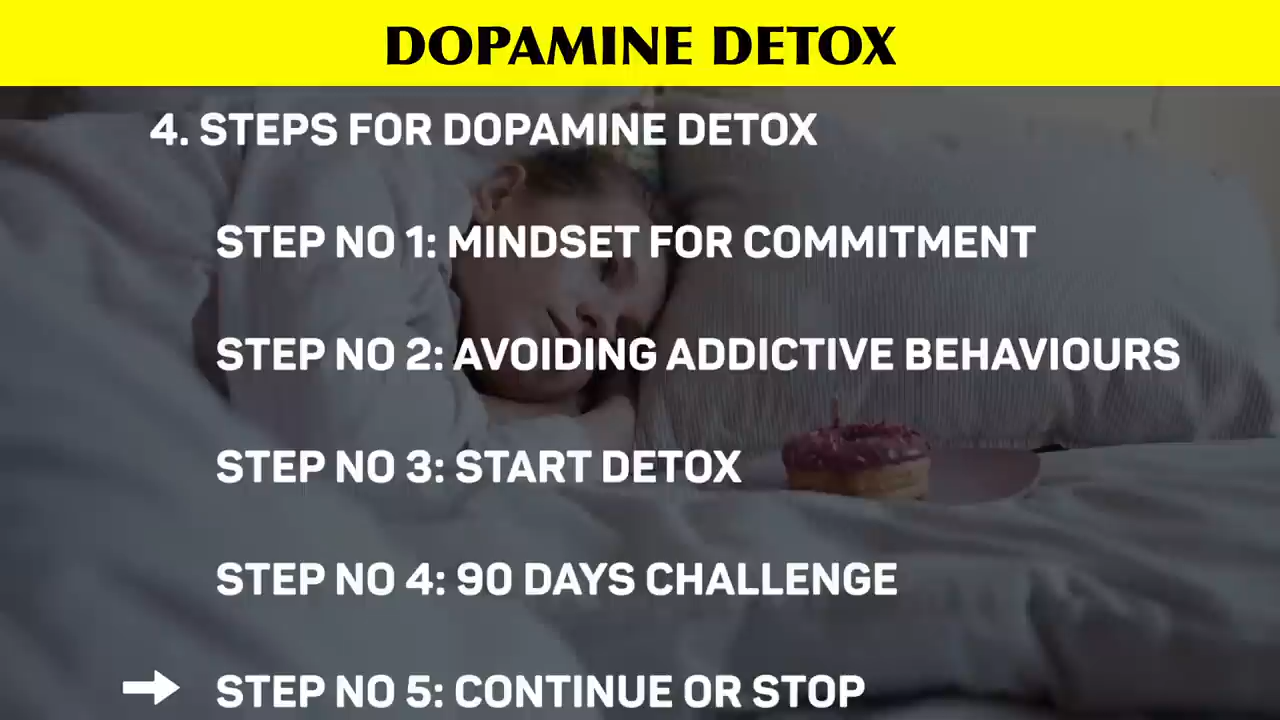 DOPAMINE DETOX
4. STEPS FOR DOPAMINE DETOX
STEP NO 1: MINDSET FOR COMMITMENT
STEP NO 2: AVOIDING ADDICTIVE BEHAVIOURS
STEP NO 3: START DETOX
STEP NO 4: 90 DAYS CHALLENGE
STEP NO 5: CONTINUE OR STOP